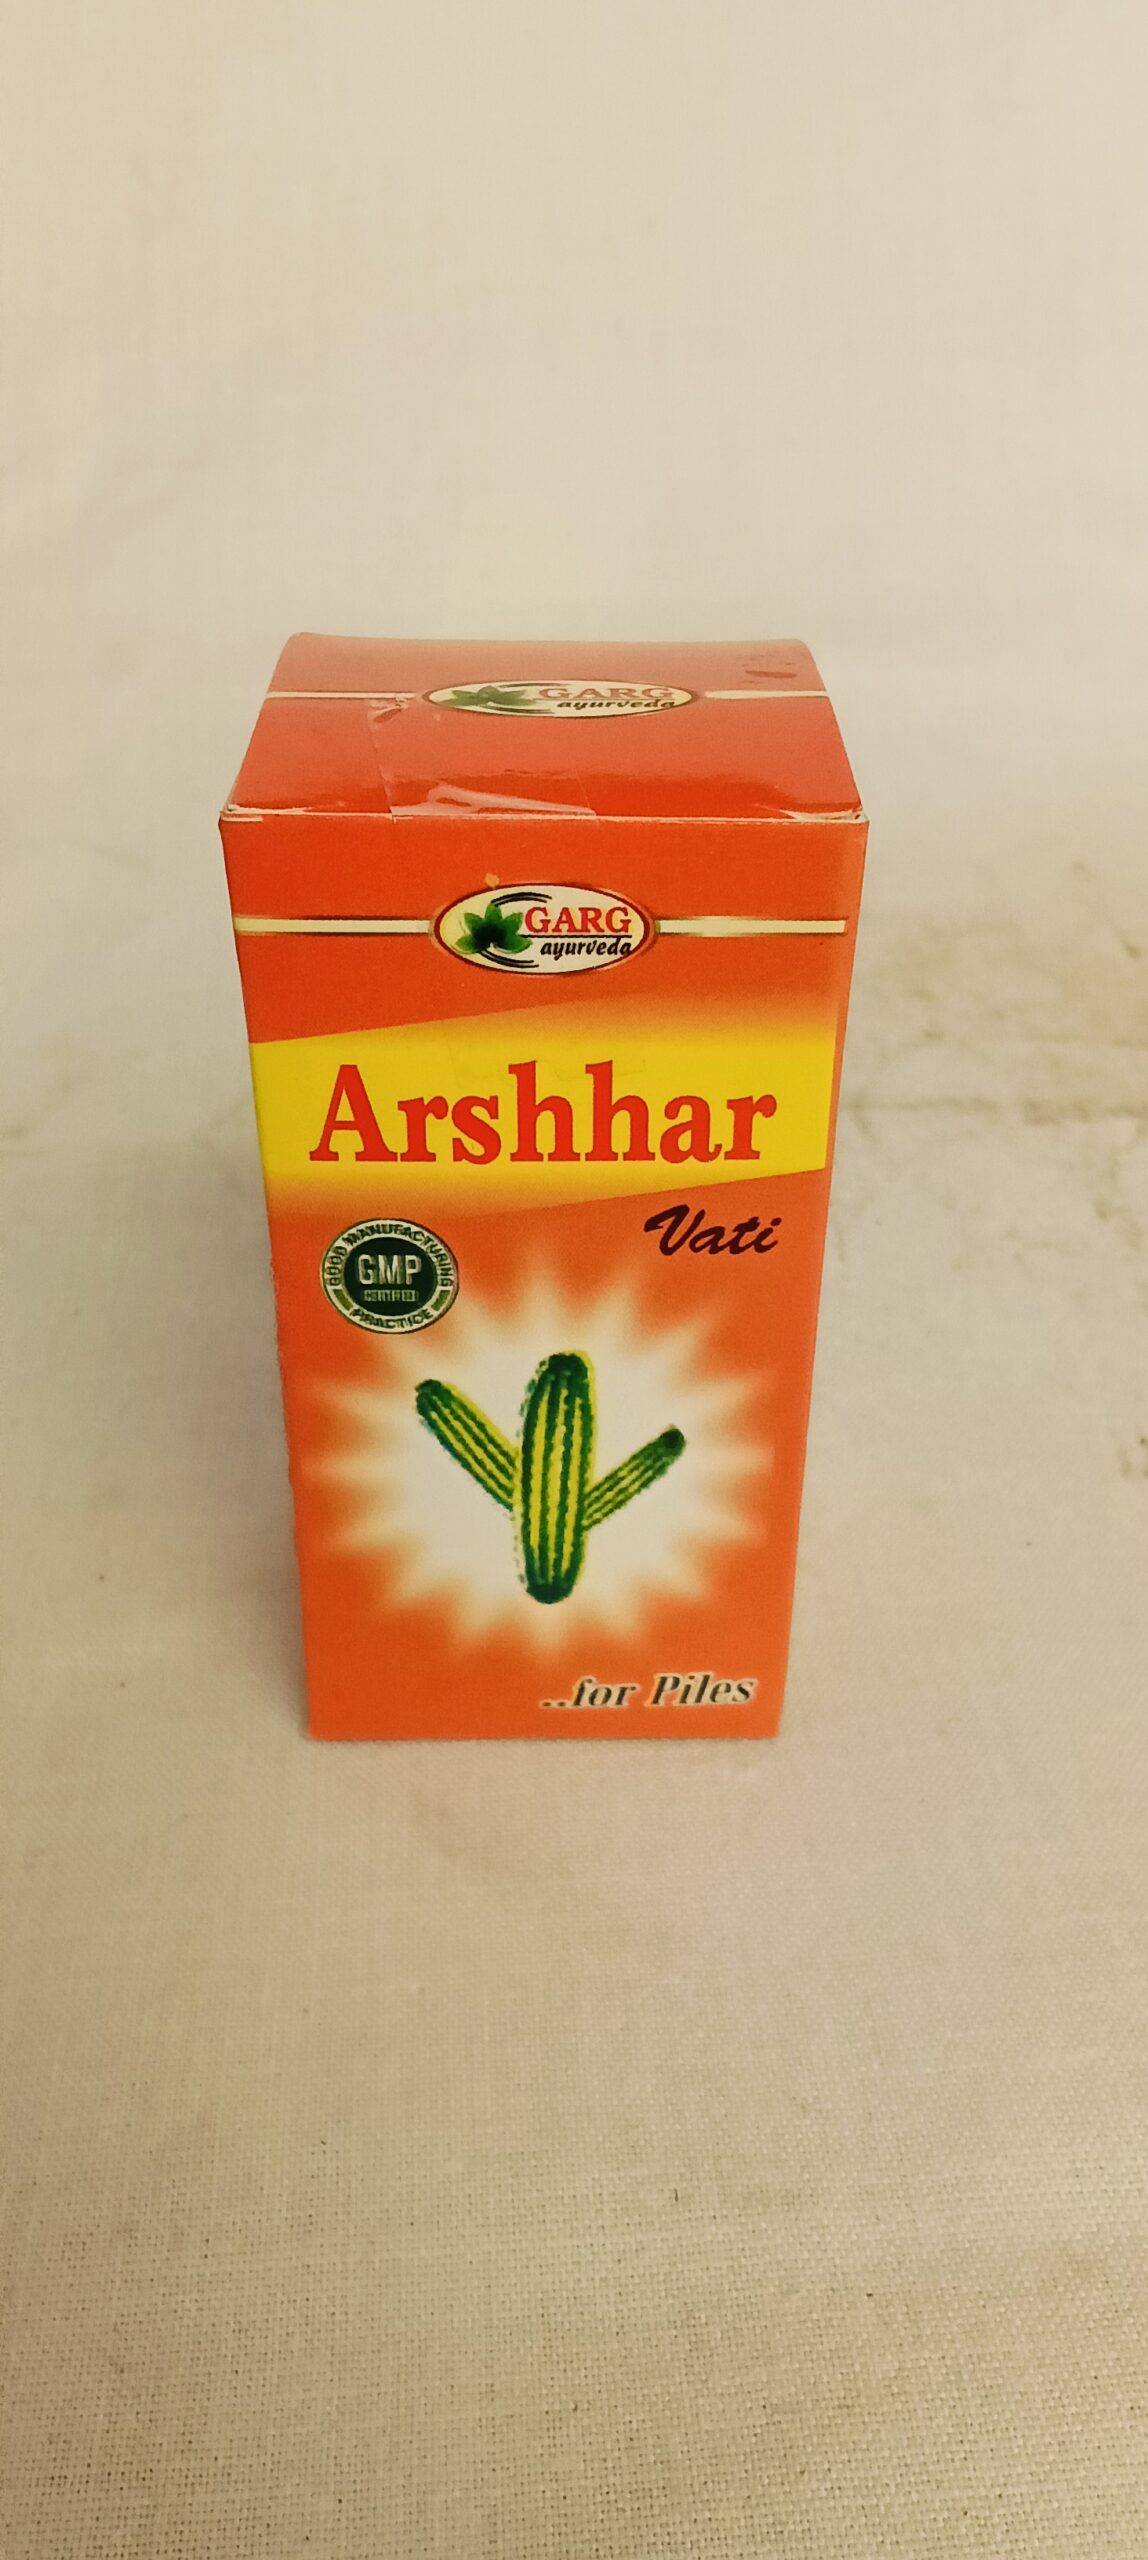 GARG
ayurveda
GARG
ayurveda
Arshhar
Vati
GOOD MANUFACTURING
GMP
CERTIFIED
PRACTICE
..for Piles